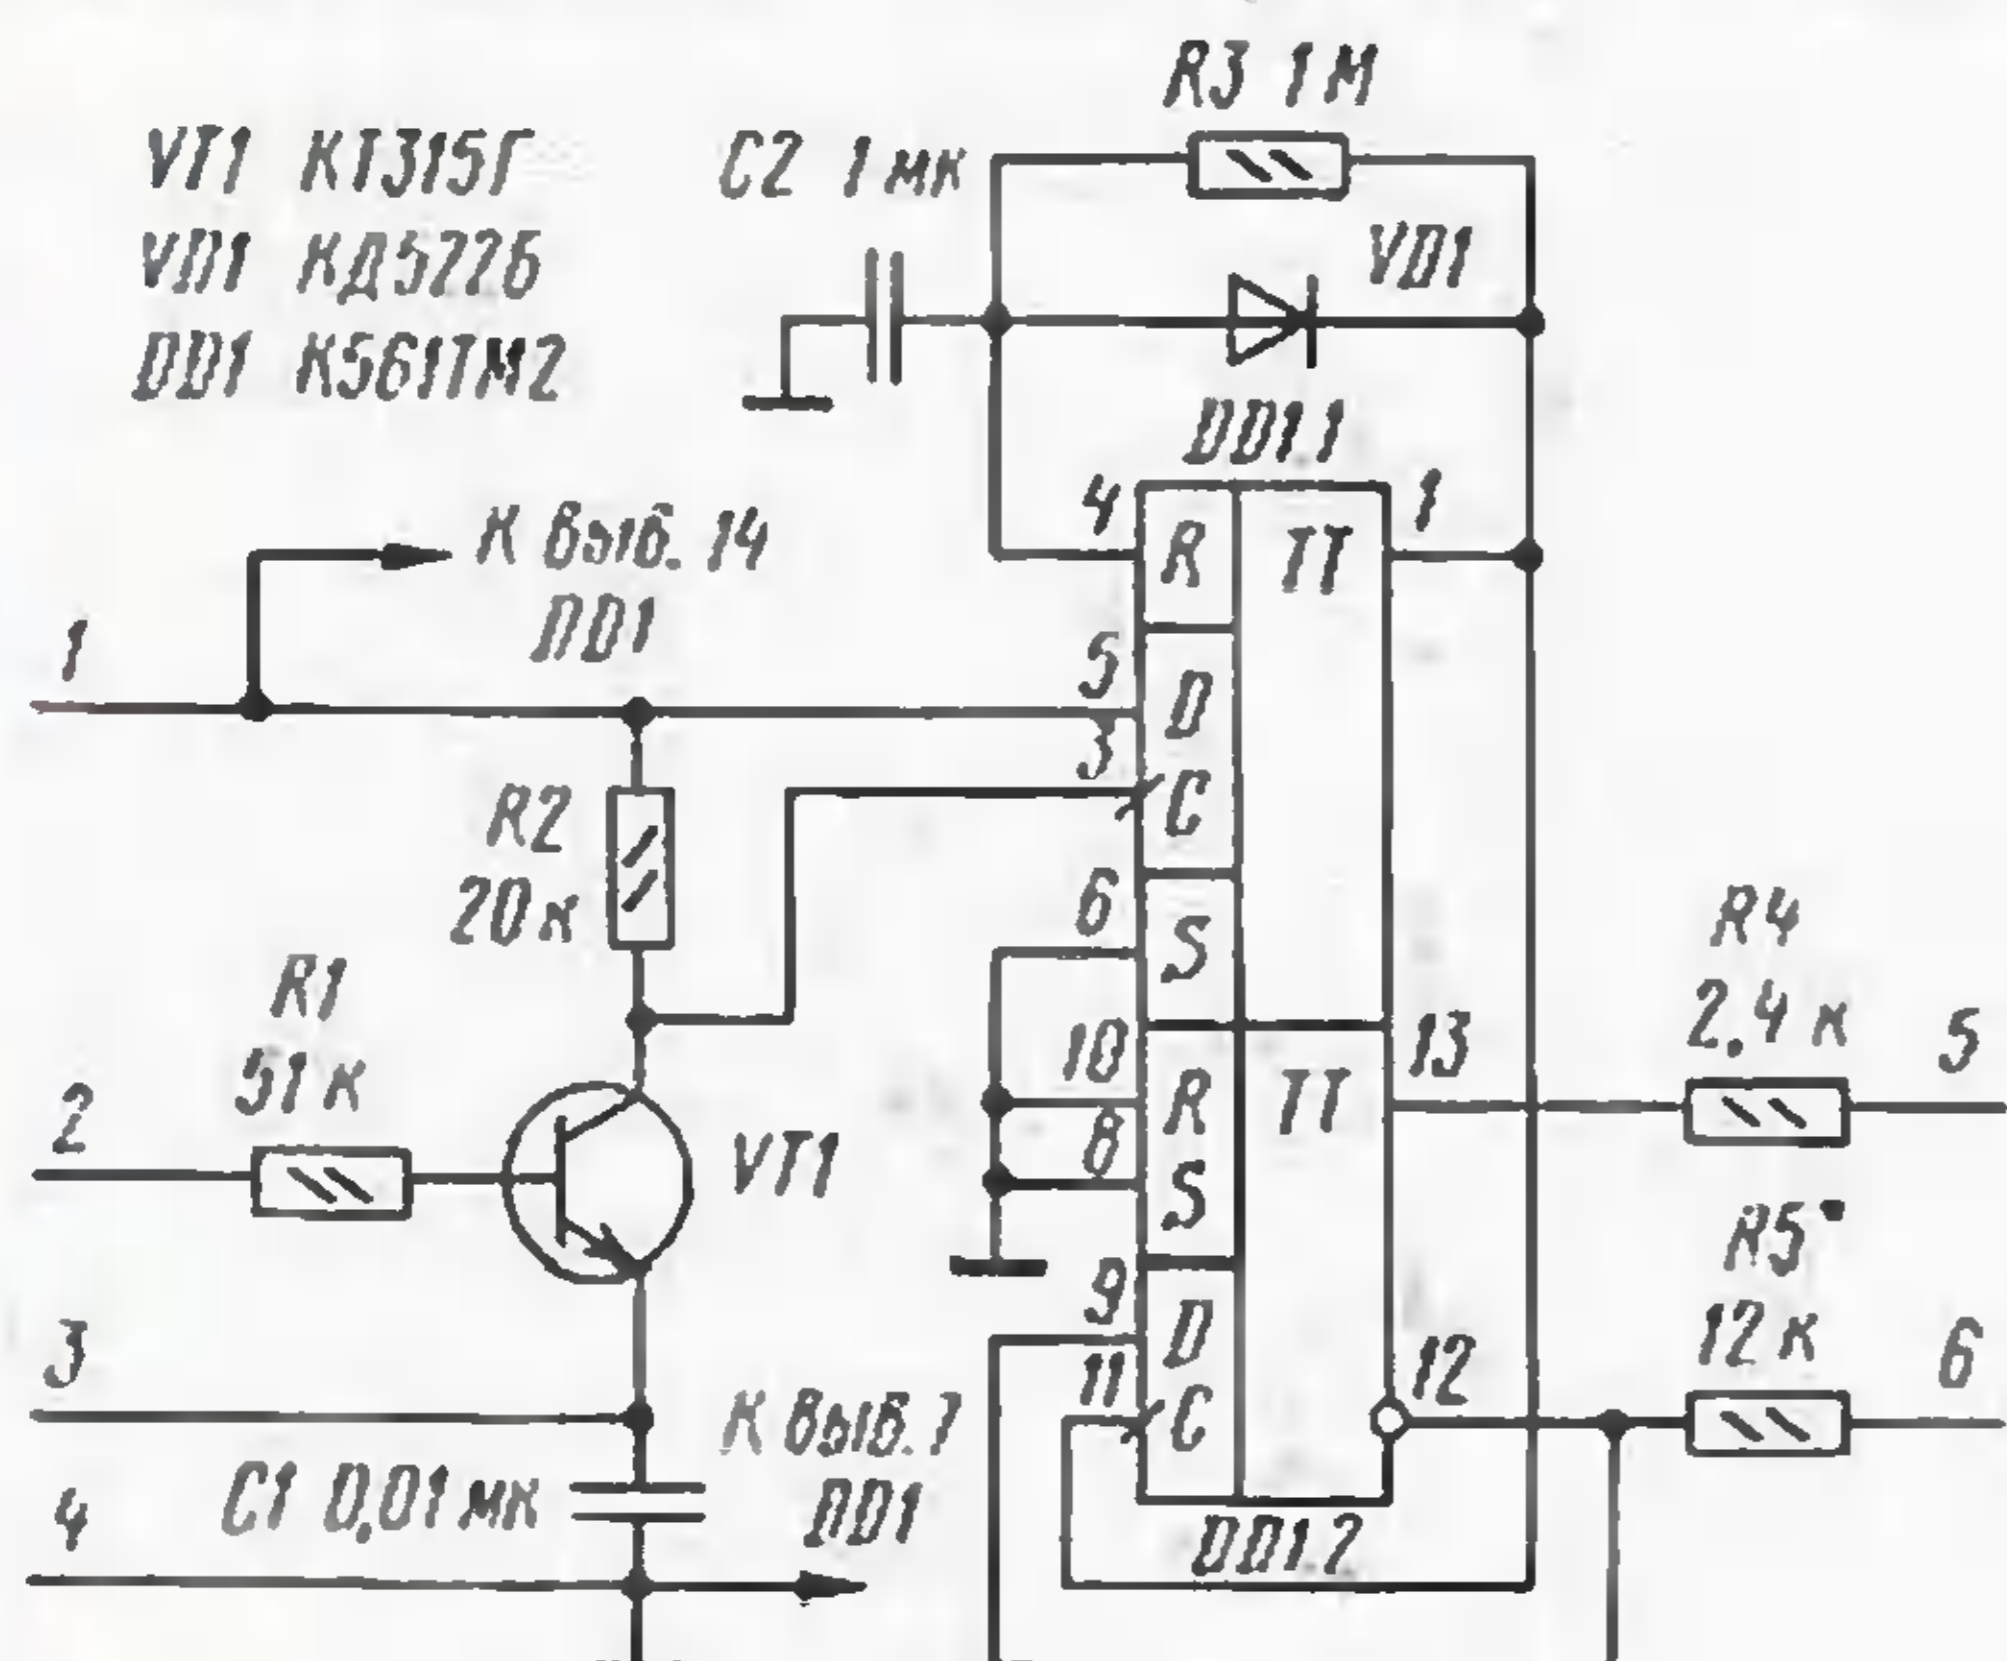 R3 1 М
VT1 КТ315Г
C2 1 мк
VD1 КД522Б
VD1
DD1 К561ТМ2
DD1.1
4
R
TT
1
К выв. 14
DD1
1
5
D
3
C
R2
20 к
6
S
R4
2,4 к
5
R1
51 к
10
R
TT
13
2
VT1
8
S
R5*
12 к
6
9
D
3
11
C
12
К выв. 7
DD1
C1 0,01 мк
4
DD1.2